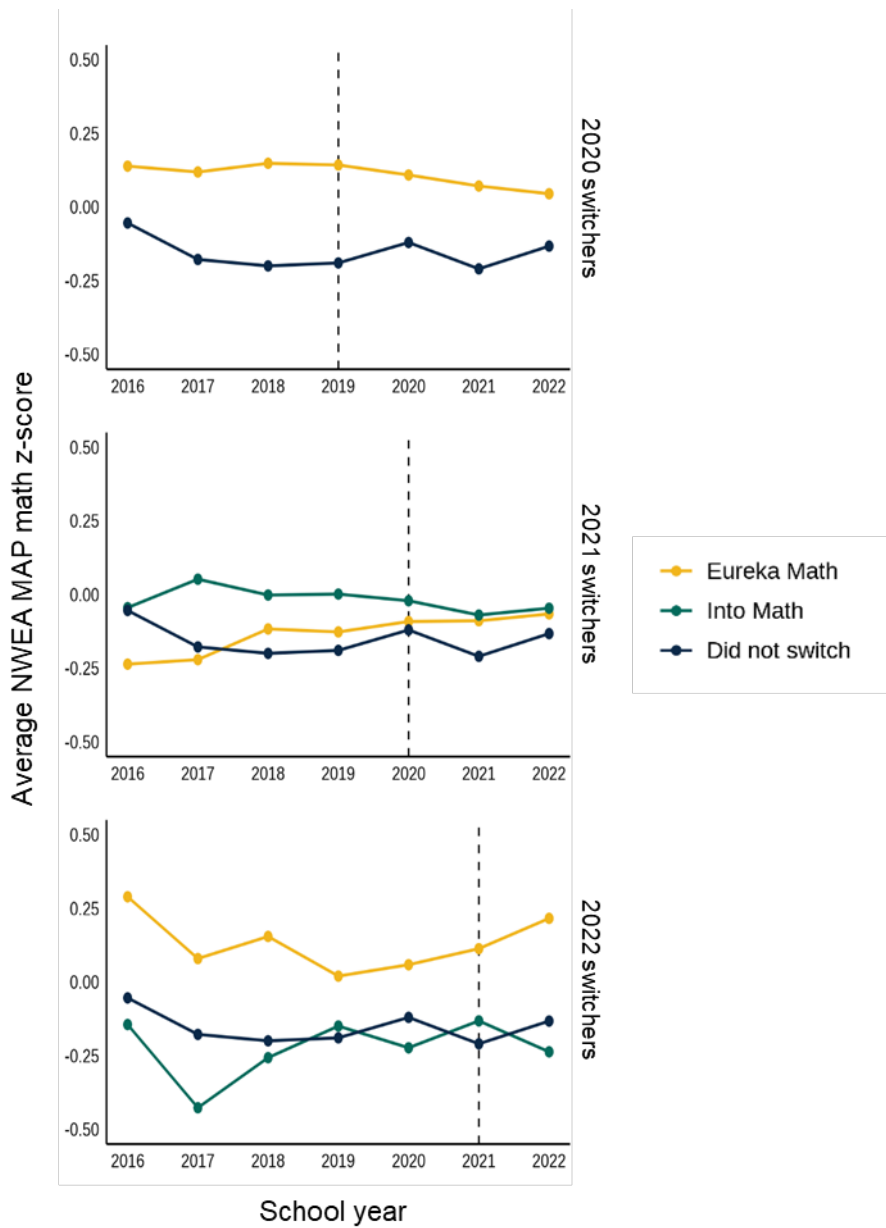 Average NWEA MAP math z-score
0.50
0.25
0.00
-0.25
-0.50
2016 2017 2018 2019 2020 2021 2022
2020 switchers
0.50
0.25
0.00
-0.25
-0.50
2016 2017 2018 2019 2020 2021 2022
2021 switchers
Eureka Math
Into Math
Did not switch
0.50
0.25
0.00
-0.25
-0.50
2016 2017 2018 2019 2020 2021 2022
2022 switchers
School year